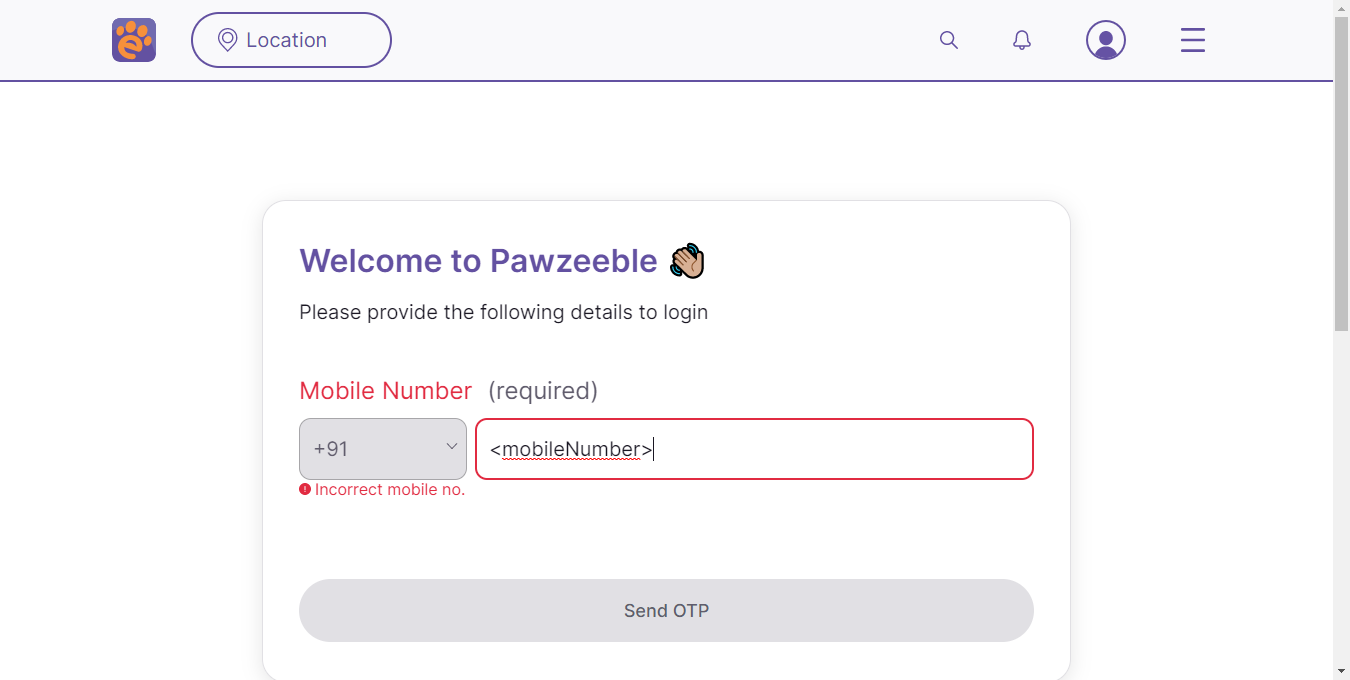 Location
Welcome to Pawzeeble
Please provide the following details to login
Mobile Number (required)
+91 <mobileNumber>
Incorrect mobile no.
Send OTP